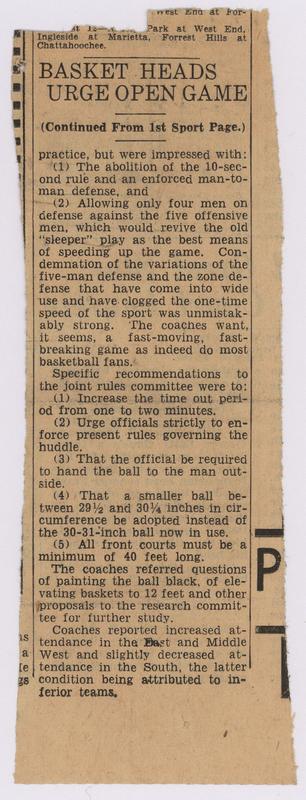 West End at For-
at 12— Park at West End,
Ingleside at Marietta, Forrest Hills at
Chattahoochee.
BASKET HEADS
URGE OPEN GAME
(Continued From 1st Sport Page.)
practice, but were impressed with:
(1) The abolition of the 10-sec-
ond rule and an enforced man-to-
man defense, and
(2) Allowing only four men on
defense against the five offensive
men, which would revive the old
"sleeper" play as the best means
of speeding up the game. Con-
demnation of the variations of the
five-man defense and the zone de-
fense that have come into wide
use and have clogged the one-time
speed of the sport was unmistak-
ably strong. The coaches want,
it seems, a fast-moving, fast-
breaking game as indeed do most
basketball fans.
Specific recommendations to
the joint rules committee were to:
(1) Increase the time out peri-
od from one to two minutes.
(2) Urge officials strictly to en-
force present rules governing the
huddle.
(3) That the official be required
to hand the ball to the man out-
side.
(4) That a smaller ball be-
tween 29½ and 30¼ inches in cir-
cumference be adopted instead of
the 30-31-inch ball now in use.
(5) All front courts must be a
minimum of 40 feet long.
The coaches referred questions
of painting the ball black, of ele-
vating baskets to 12 feet and other
proposals to the research commit-
tee for further study.
Coaches reported increased at-
tendance in the East and Middle
West and slightly decreased at-
tendance in the South, the latter
condition being attributed to in-
ferior teams.
P